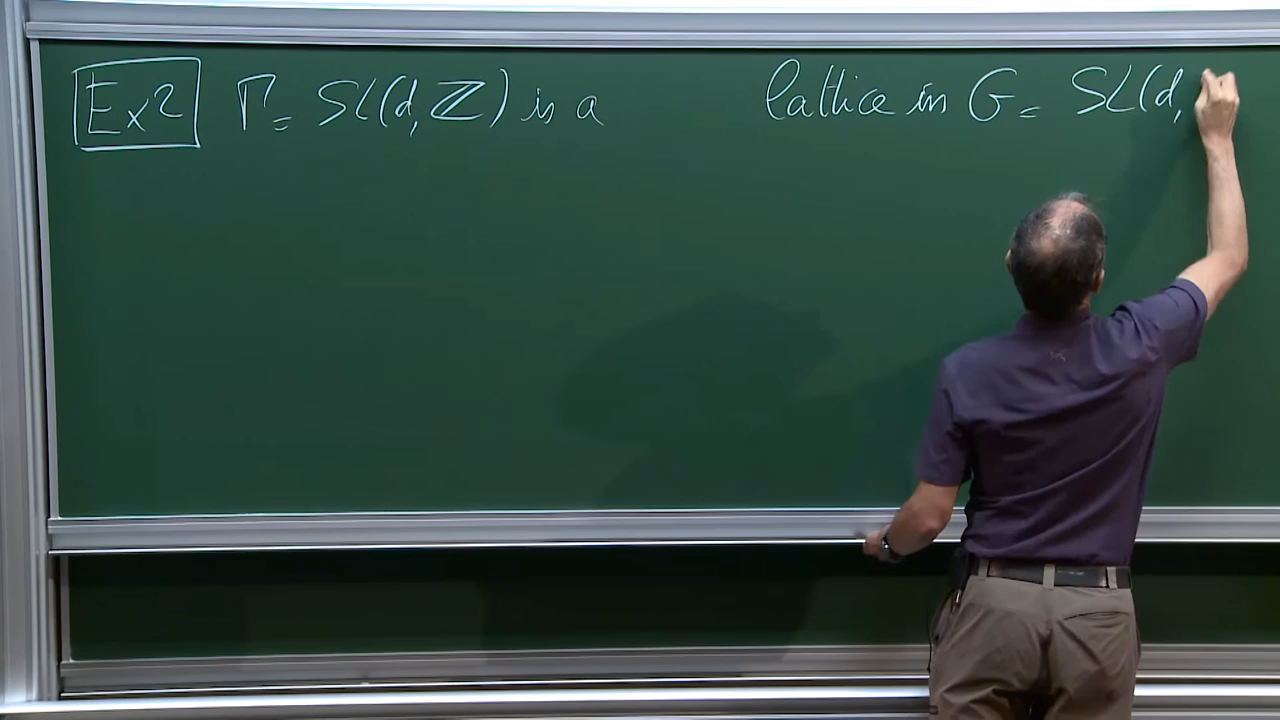 Ex2 Γ = SL(d, ℤ) is a lattice in G = SL(d,